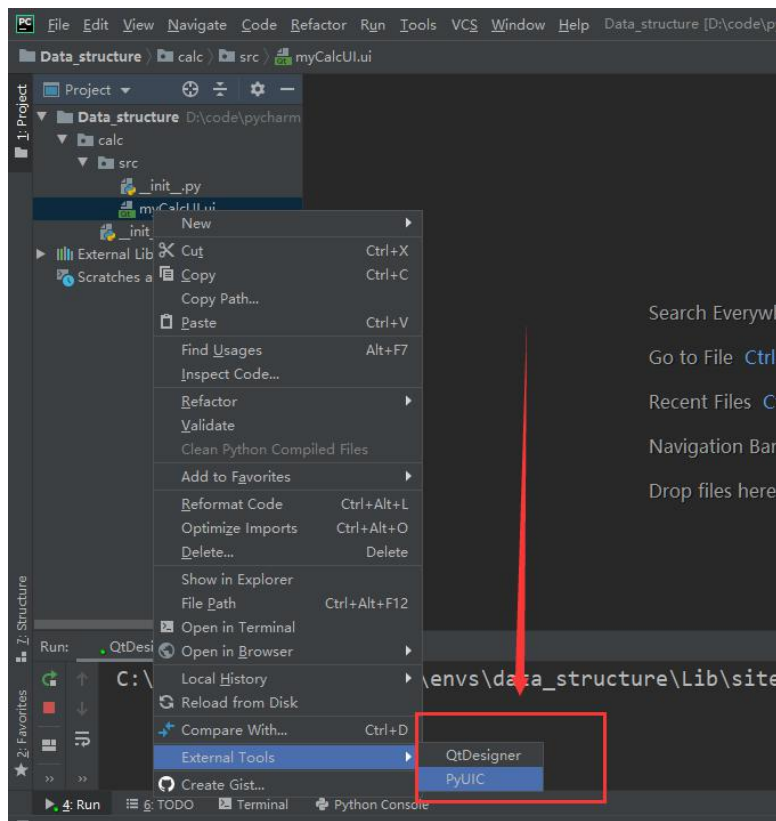 PC File Edit View Navigate Code Refactor Run Tools VCS Window Help Data_structure [D:\code\p
Data_structure calc src myCalcUI.ui
1: Project
Project
Data_structure D:\code\pycharm
calc
src
__init__.py
myCalcUI.ui
__init
External Lib
Scratches a
New
Cut Ctrl+X
Copy Ctrl+C
Copy Path...
Paste Ctrl+V
Find Usages Alt+F7
Inspect Code...
Refactor
Validate
Clean Python Compiled Files
Add to Favorites
Reformat Code Ctrl+Alt+L
Optimize Imports Ctrl+Alt+O
Delete... Delete
Show in Explorer
File Path Ctrl+Alt+F12
Open in Terminal
Open in Browser
Local History
Reload from Disk
Compare With... Ctrl+D
External Tools
Create Gist...
QtDesigner
PyUIC
Search Everywh
Go to File Ctrl
Recent Files C
Navigation Bar
Drop files here
7: Structure
2: Favorites
Run: QtDesi
C:\ \envs\data_structure\Lib\site
4: Run 6: TODO Terminal Python Console